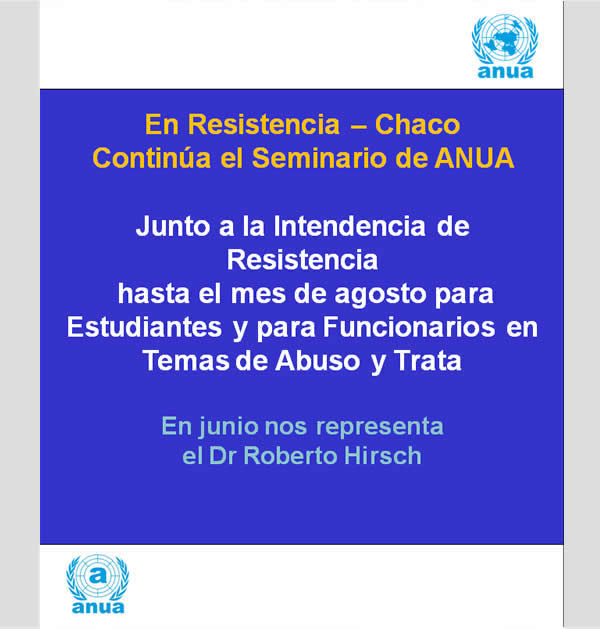 anua
En Resistencia – Chaco
Continúa el Seminario de ANUA
Junto a la Intendencia de
Resistencia
hasta el mes de agosto para
Estudiantes y para Funcionarios en
Temas de Abuso y Trata
En junio nos representa
el Dr Roberto Hirsch
a
anua